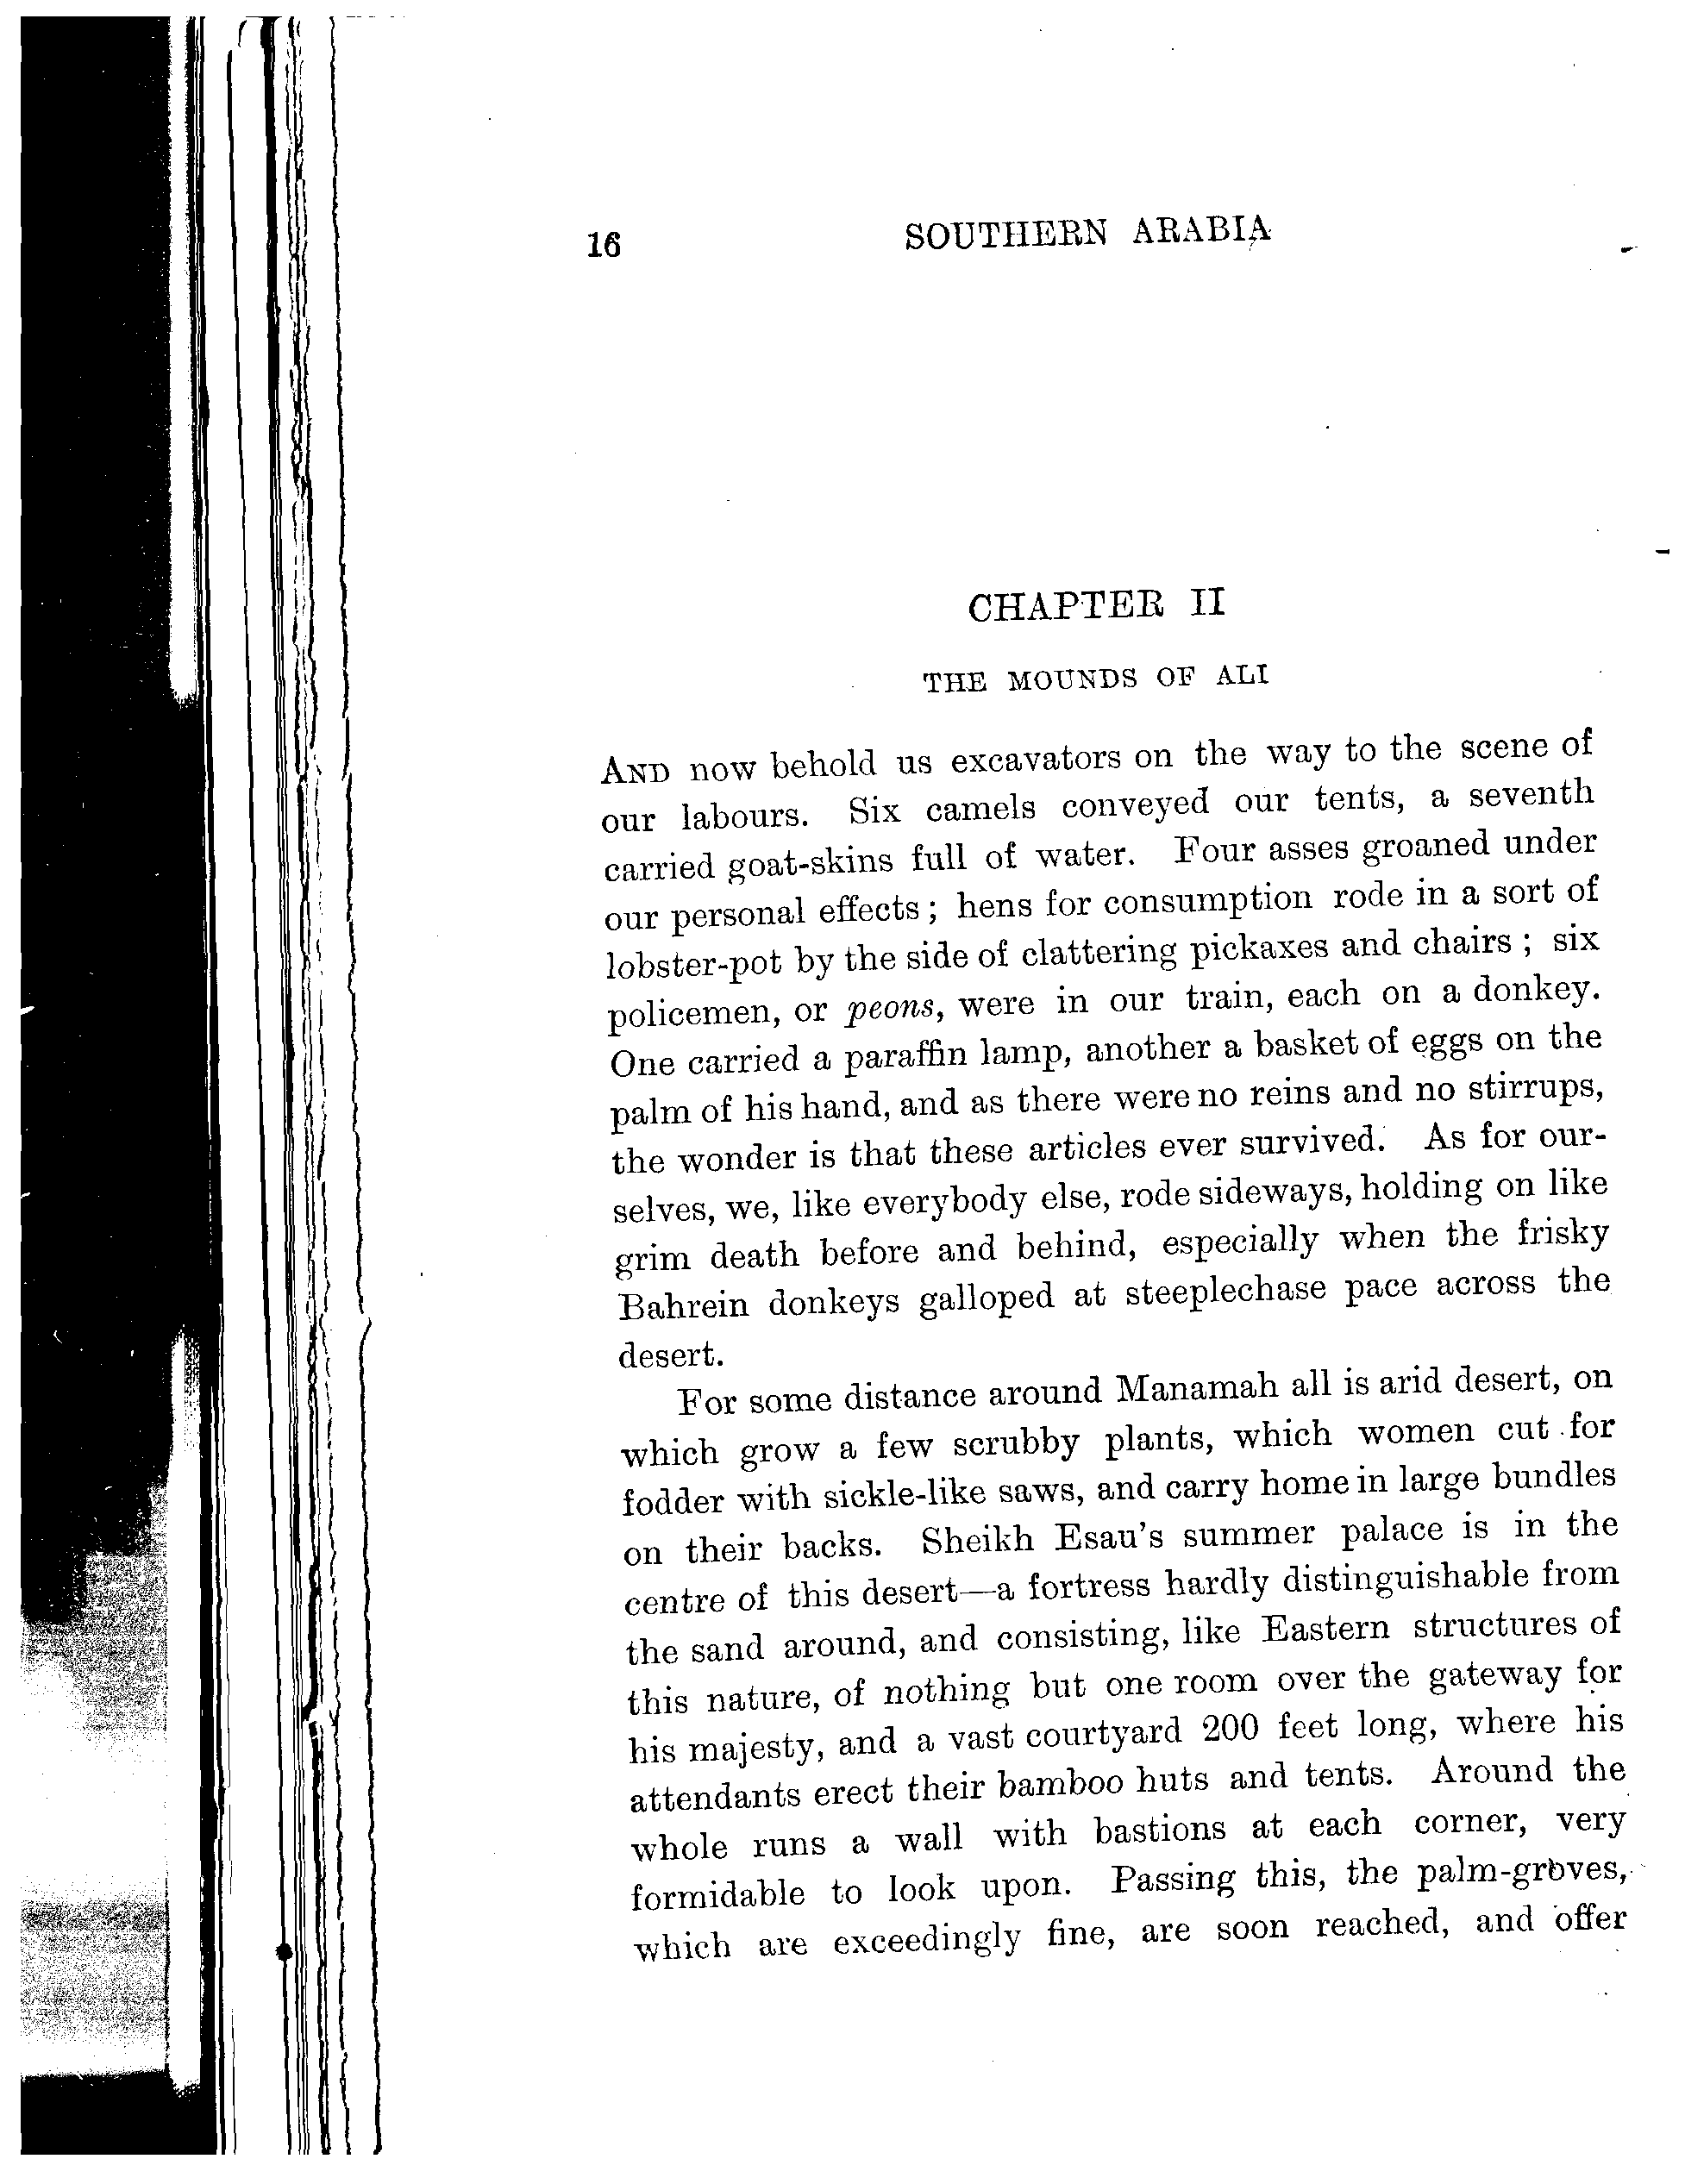 16 SOUTHERN ARABIA
CHAPTER II
THE MOUNDS OF ALI
AND now behold us excavators on the way to the scene of
our labours. Six camels conveyed our tents, a seventh
carried goat-skins full of water. Four asses groaned under
our personal effects; hens for consumption rode in a sort of
lobster-pot by the side of clattering pickaxes and chairs; six
policemen, or peons, were in our train, each on a donkey.
One carried a paraffin lamp, another a basket of eggs on the
palm of his hand, and as there were no reins and no stirrups,
the wonder is that these articles ever survived. As for our-
selves, we, like everybody else, rode sideways, holding on like
grim death before and behind, especially when the frisky
Bahrein donkeys galloped at steeplechase pace across the
desert.
For some distance around Manamah all is arid desert, on
which grow a few scrubby plants, which women cut for
fodder with sickle-like saws, and carry home in large bundles
on their backs. Sheikh Esau's summer palace is in the
centre of this desert—a fortress hardly distinguishable from
the sand around, and consisting, like Eastern structures of
this nature, of nothing but one room over the gateway for
his majesty, and a vast courtyard 200 feet long, where his
attendants erect their bamboo huts and tents. Around the
whole runs a wall with bastions at each corner, very
formidable to look upon. Passing this, the palm-groves,
which are exceedingly fine, are soon reached, and offer